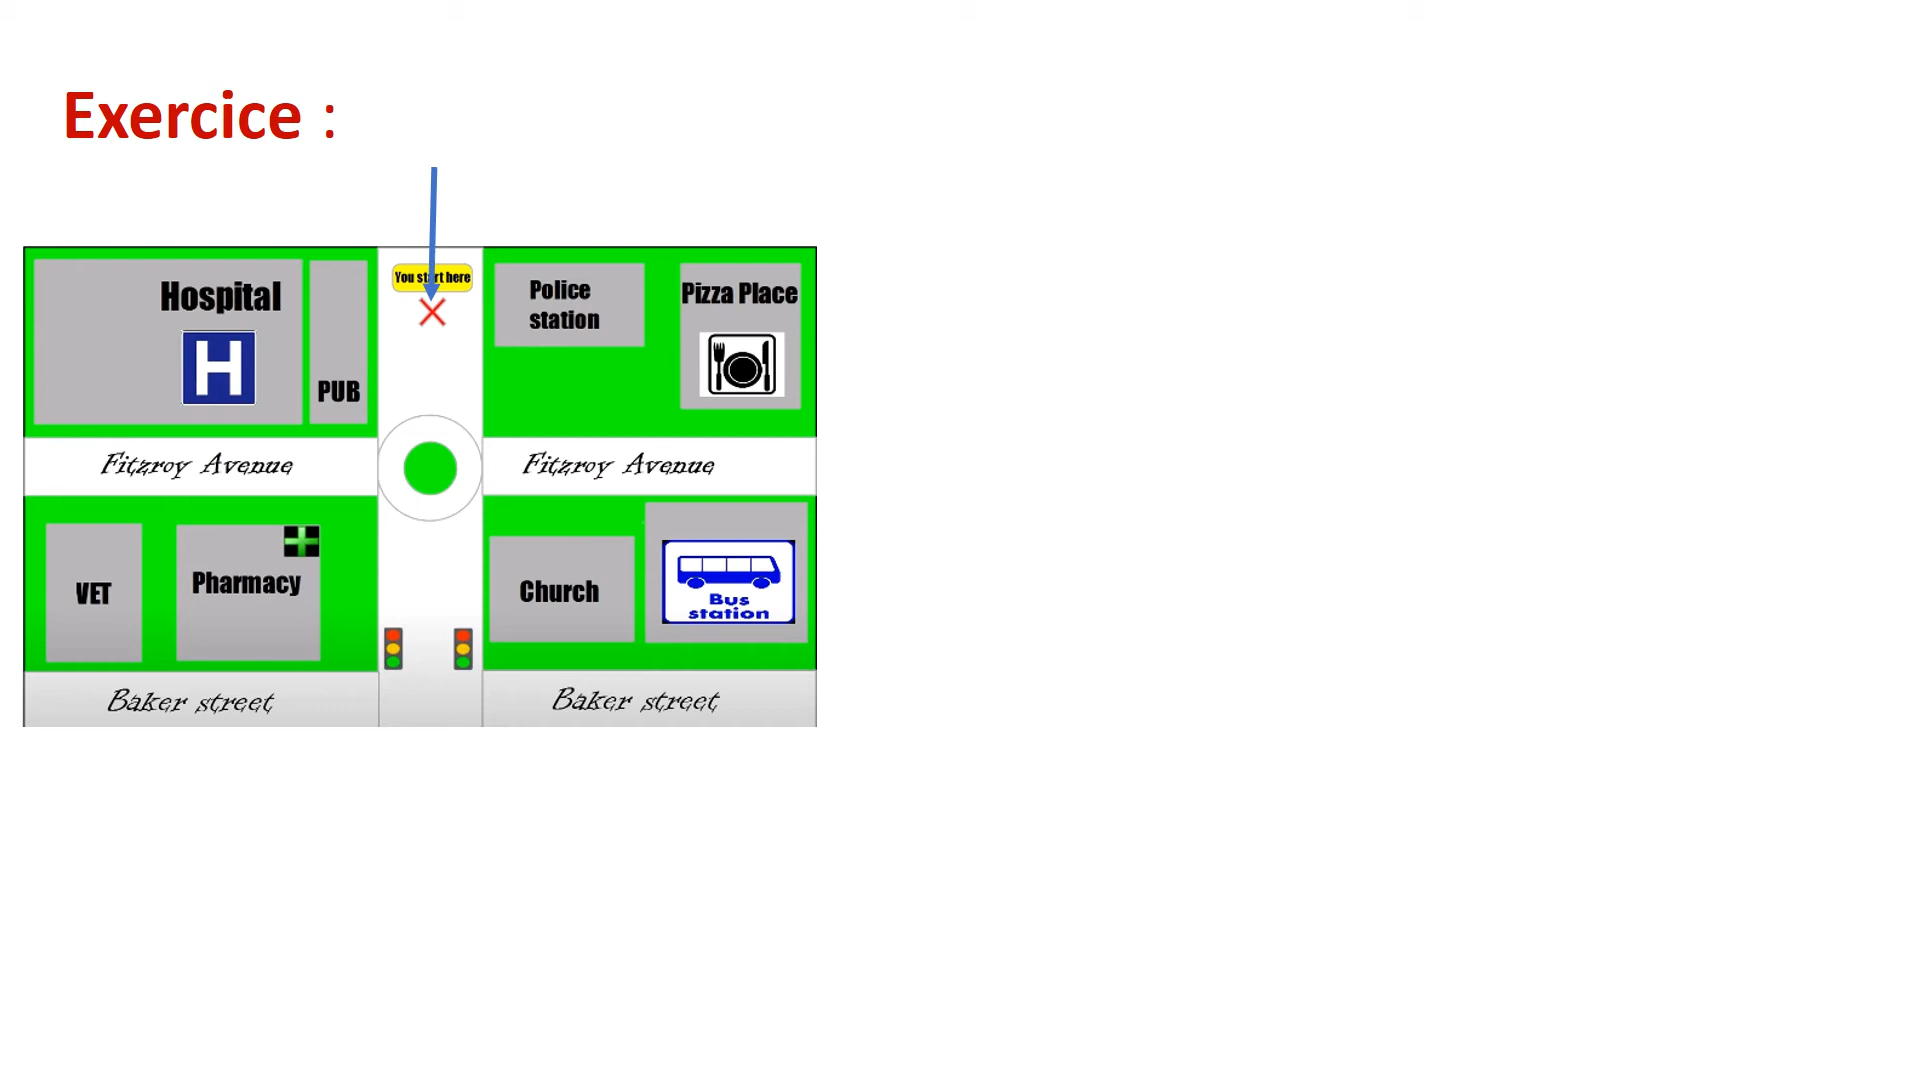 Exercice :
You start here
Hospital
H
PUB
Police
station
Pizza Place
Fitzroy Avenue
Fitzroy Avenue
VET
Pharmacy
Church
Bus
station
Baker street
Baker street